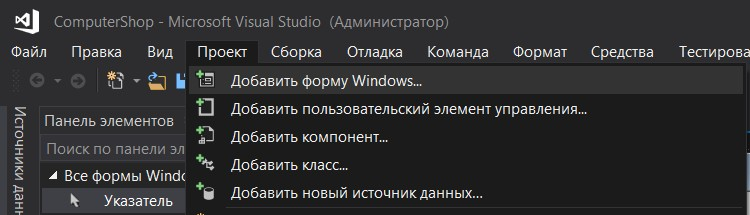 ComputerShop - Microsoft Visual Studio (Администратор)
Файл Правка Вид Проект Сборка Отладка Команда Формат Средства Тестирова
Добавить форму Windows...
Добавить пользовательский элемент управления...
Добавить компонент...
Добавить класс...
Добавить новый источник данных...
Источники данн
Панель элементов
Поиск по панели эл
Все формы Windo
Указатель